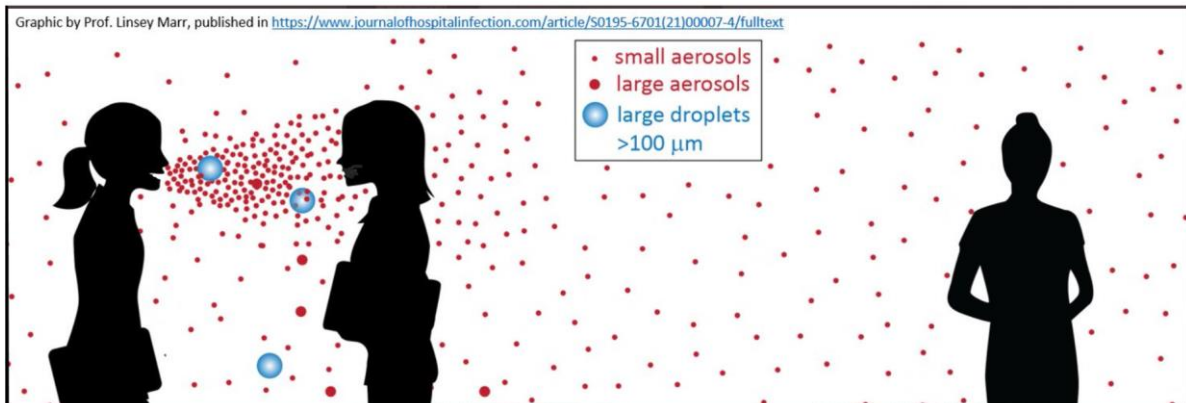 Graphic by Prof. Linsey Marr, published in https://www.journalofhospitalinfection.com/article/S0195-6701(21)00007-4/fulltext
small aerosols
large aerosols
large droplets
>100 μm